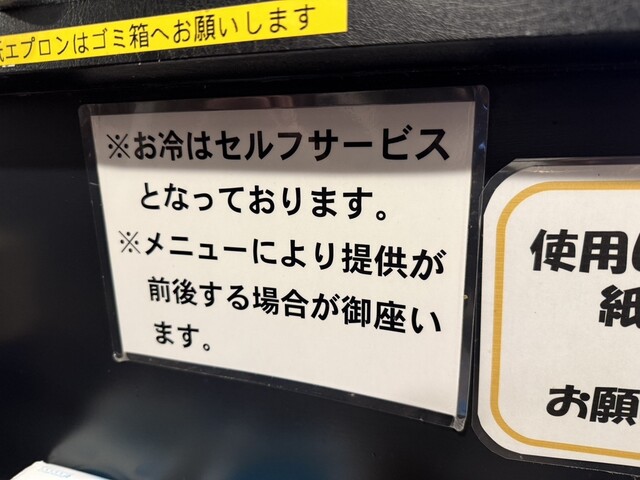 紙エプロンはゴミ箱へお願いします
※お冷はセルフサービス
となっております。
※メニューにより提供が
前後する場合が御座い
ます。
使用
紙
お願